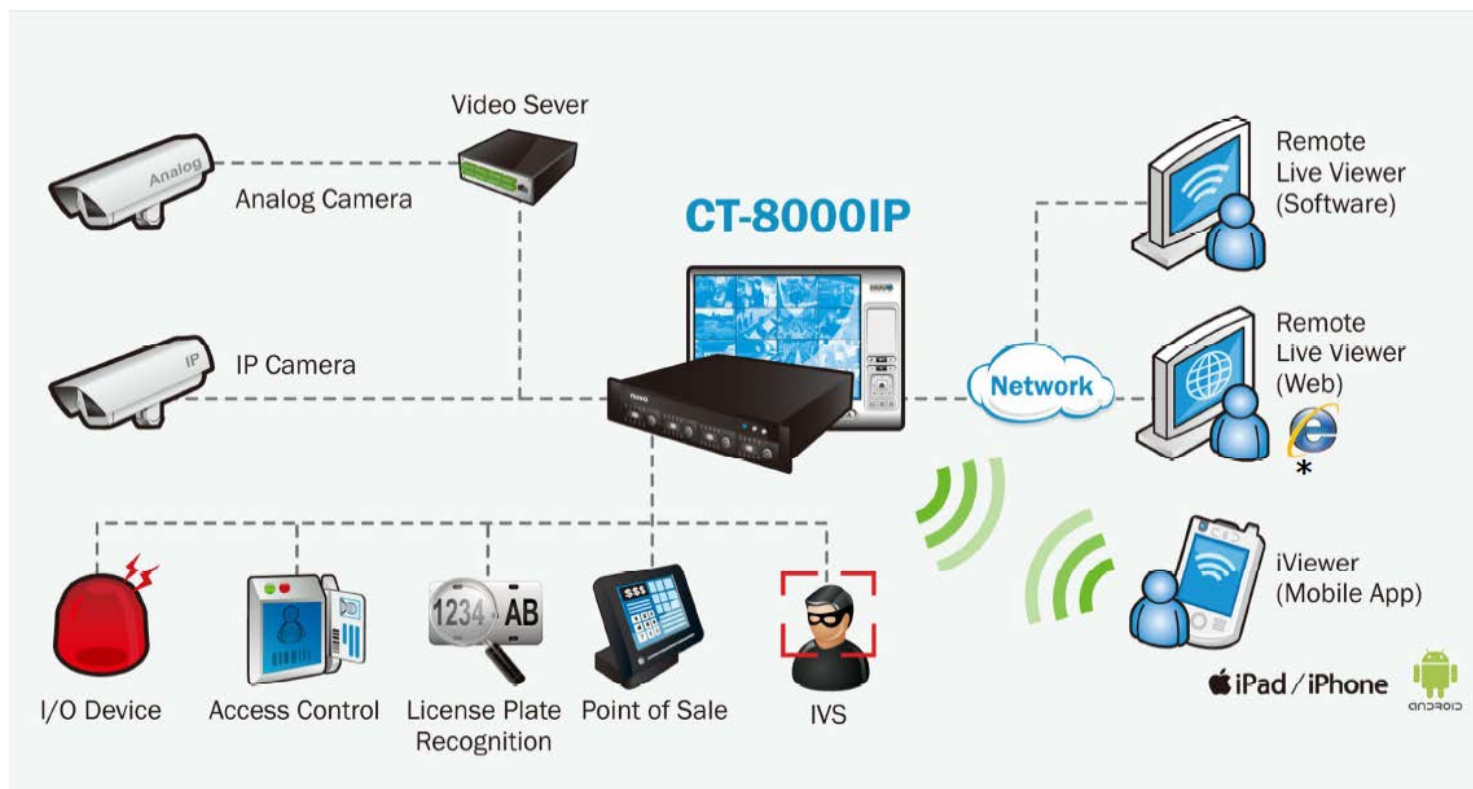 Video Sever
Analog
Analog Camera
CT-8000IP
Remote
Live Viewer
(Software)
IP
IP Camera
NUUO
Network
Remote
Live Viewer
(Web)
*
iViewer
(Mobile App)
1234 AB
$$$
I/O Device
Access Control
License Plate
Recognition
Point of Sale
IVS
iPad / iPhone
ANDROID